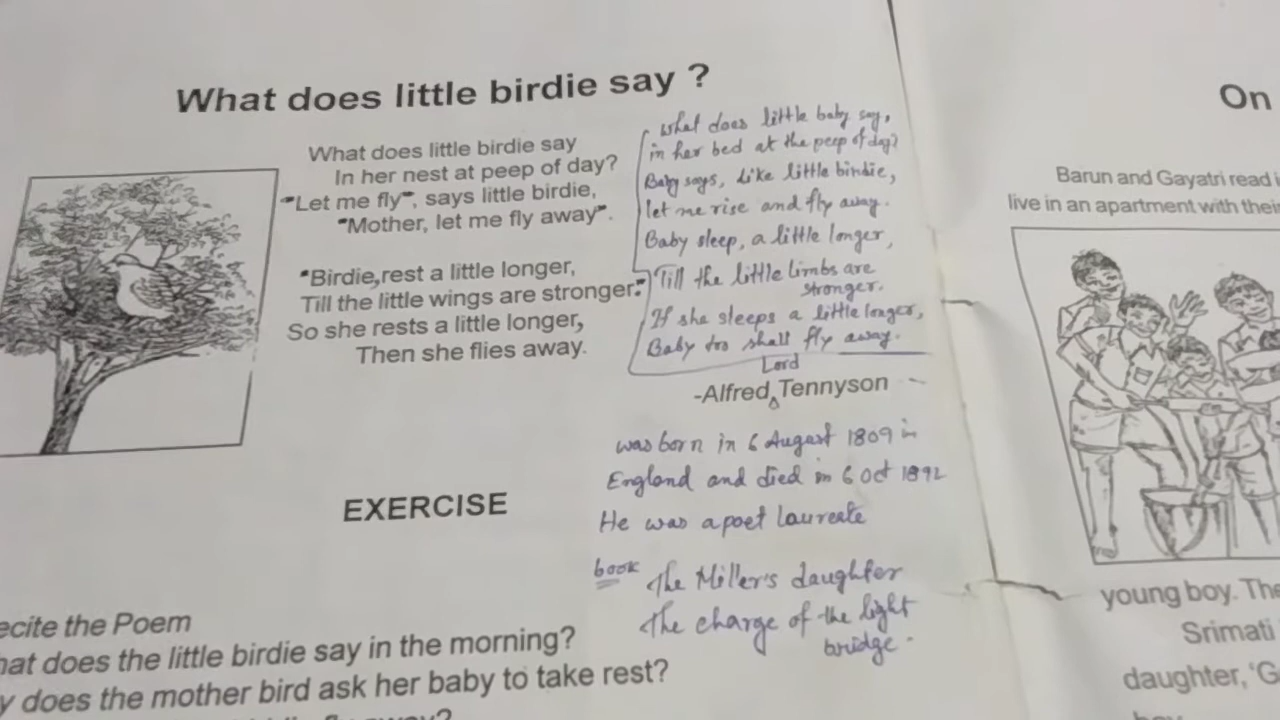 What does little birdie say ?
What does little birdie say
In her nest at peep of day?
"Let me fly", says little birdie,
"Mother, let me fly away".
"Birdie, rest a little longer,
Till the little wings are stronger."
So she rests a little longer,
Then she flies away.
What does little baby say,
in her bed at the peep of day?
Baby says, like little birdie,
let me rise and fly away.
Baby sleep, a little longer,
Till the little limbs are
stronger.
If she sleeps a little longer,
Baby too shall fly away.
Lord
-Alfred Tennyson
was born in 6 August 1809 in
England and died in 6 Oct 1892
He was a poet laureate
book The Miller's daughter
The charge of the light
bridge.
EXERCISE
ecite the Poem
hat does the little birdie say in the morning?
y does the mother bird ask her baby to take rest?
On
Barun and Gayatri read i
live in an apartment with their
young boy. The
Srimati
daughter, 'G